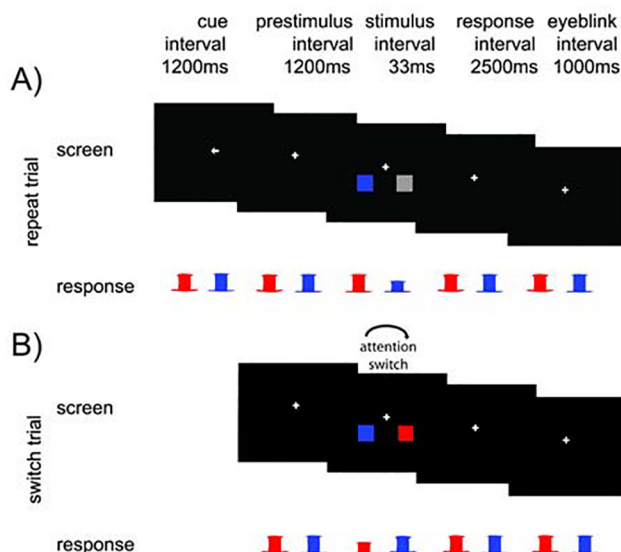 cue prestimulus stimulus response eyeblink
interval interval interval interval interval
1200ms 1200ms 33ms 2500ms 1000ms
A)
repeat trial
screen
response
B)
attention
switch
switch trial
screen
response